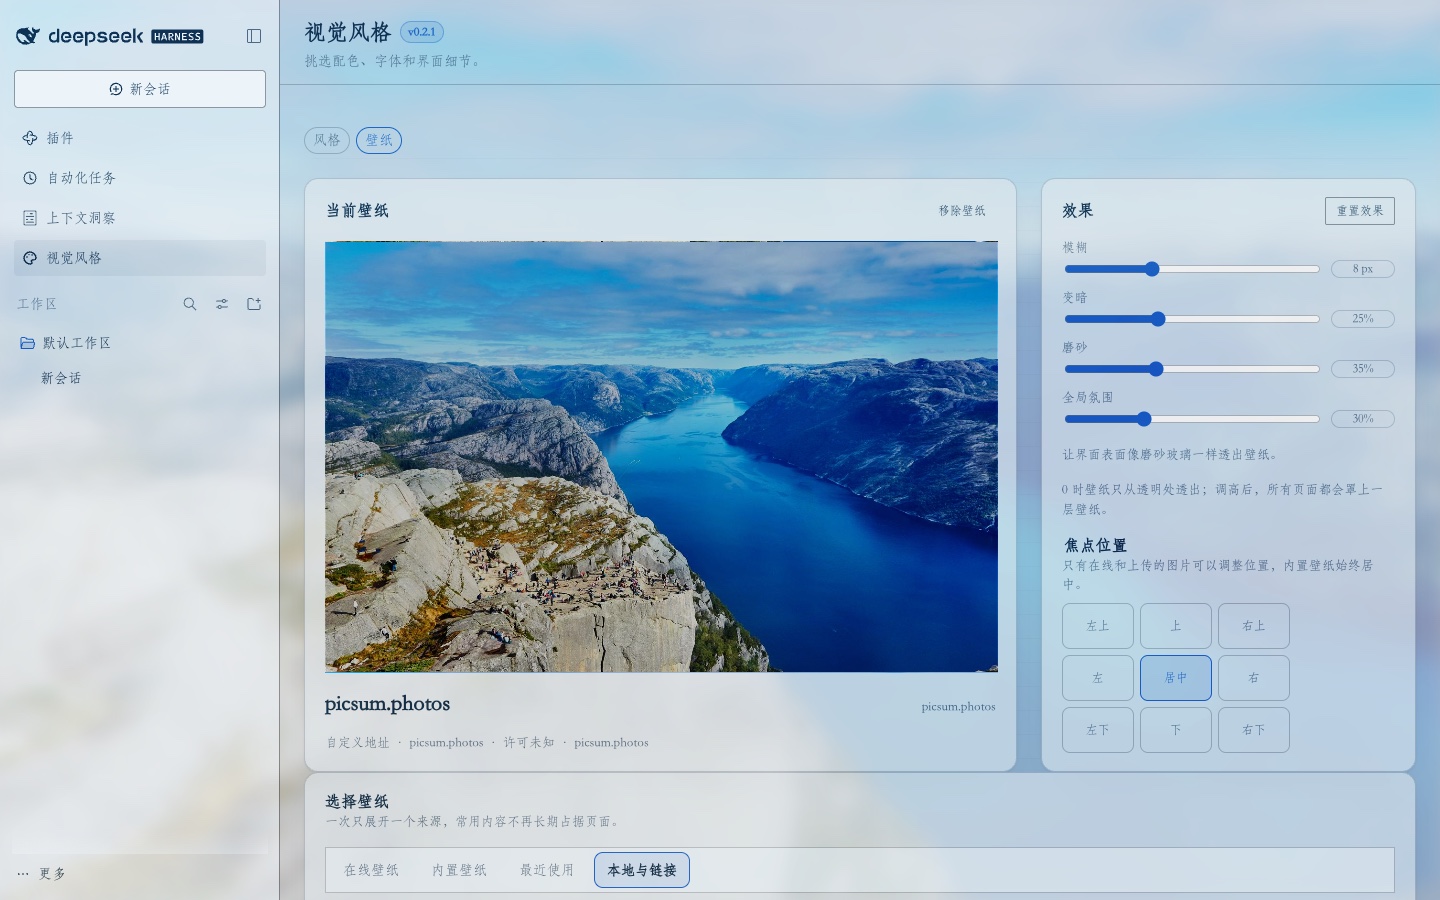 deepseek HARNESS
新会话
插件
自动化任务
上下文洞察
视觉风格
工作区
默认工作区
新会话
更多
视觉风格 v0.2.1
挑选配色、字体和界面细节。
风格 壁纸
当前壁纸 移除壁纸
picsum.photos picsum.photos
自定义地址 · picsum.photos · 许可未知 · picsum.photos
效果 重置效果
模糊
8 px
变暗
25%
磨砂
35%
全局氛围
30%
让界面表面像磨砂玻璃一样透出壁纸。
0 时壁纸只从透明处透出；调高后，所有页面都会罩上一
层壁纸。
焦点位置
只有在线和上传的图片可以调整位置，内置壁纸始终居
中。
左上 上 右上
左 居中 右
左下 下 右下
选择壁纸
一次只展开一个来源，常用内容不再长期占据页面。
在线壁纸 内置壁纸 最近使用 本地与链接